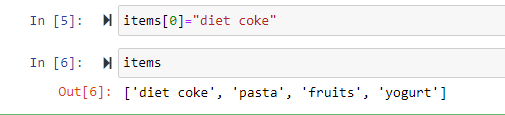 In [5]: items[0]="diet coke"
In [6]: items
Out[6]: ['diet coke', 'pasta', 'fruits', 'yogurt']